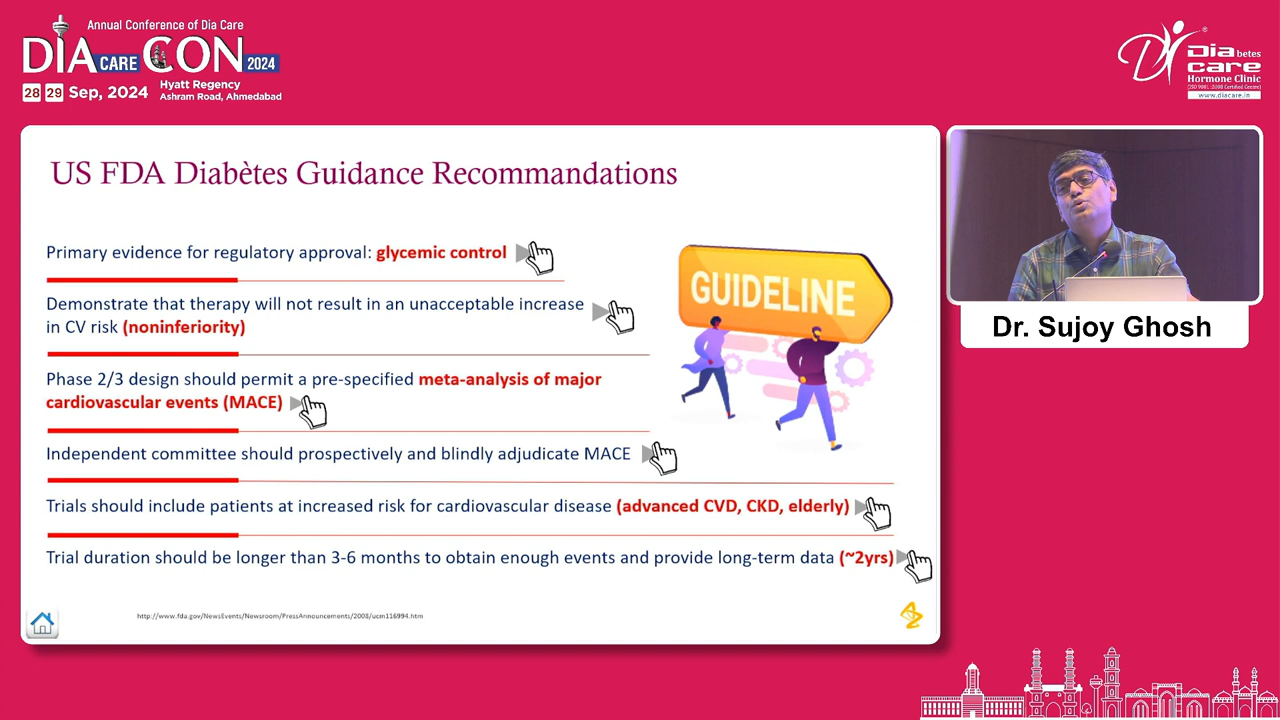 Annual Conference of Dia Care
DIA CARE CON 2024
28 29 Sep, 2024
Hyatt Regency
Ashram Road, Ahmedabad
Diabetes
care
Hormone Clinic
(ISO 9001:2008 Certified Centre)
www.diacare.in
US FDA Diabètes Guidance Recommandations
Primary evidence for regulatory approval: glycemic control
Demonstrate that therapy will not result in an unacceptable increase
in CV risk (noninferiority)
Phase 2/3 design should permit a pre-specified meta-analysis of major
cardiovascular events (MACE)
Independent committee should prospectively and blindly adjudicate MACE
Trials should include patients at increased risk for cardiovascular disease (advanced CVD, CKD, elderly)
Trial duration should be longer than 3-6 months to obtain enough events and provide long-term data (~2yrs)
GUIDELINE
http://www.fda.gov/NewsEvents/Newsroom/PressAnnouncements/2008/ucm116994.htm
Dr. Sujoy Ghosh